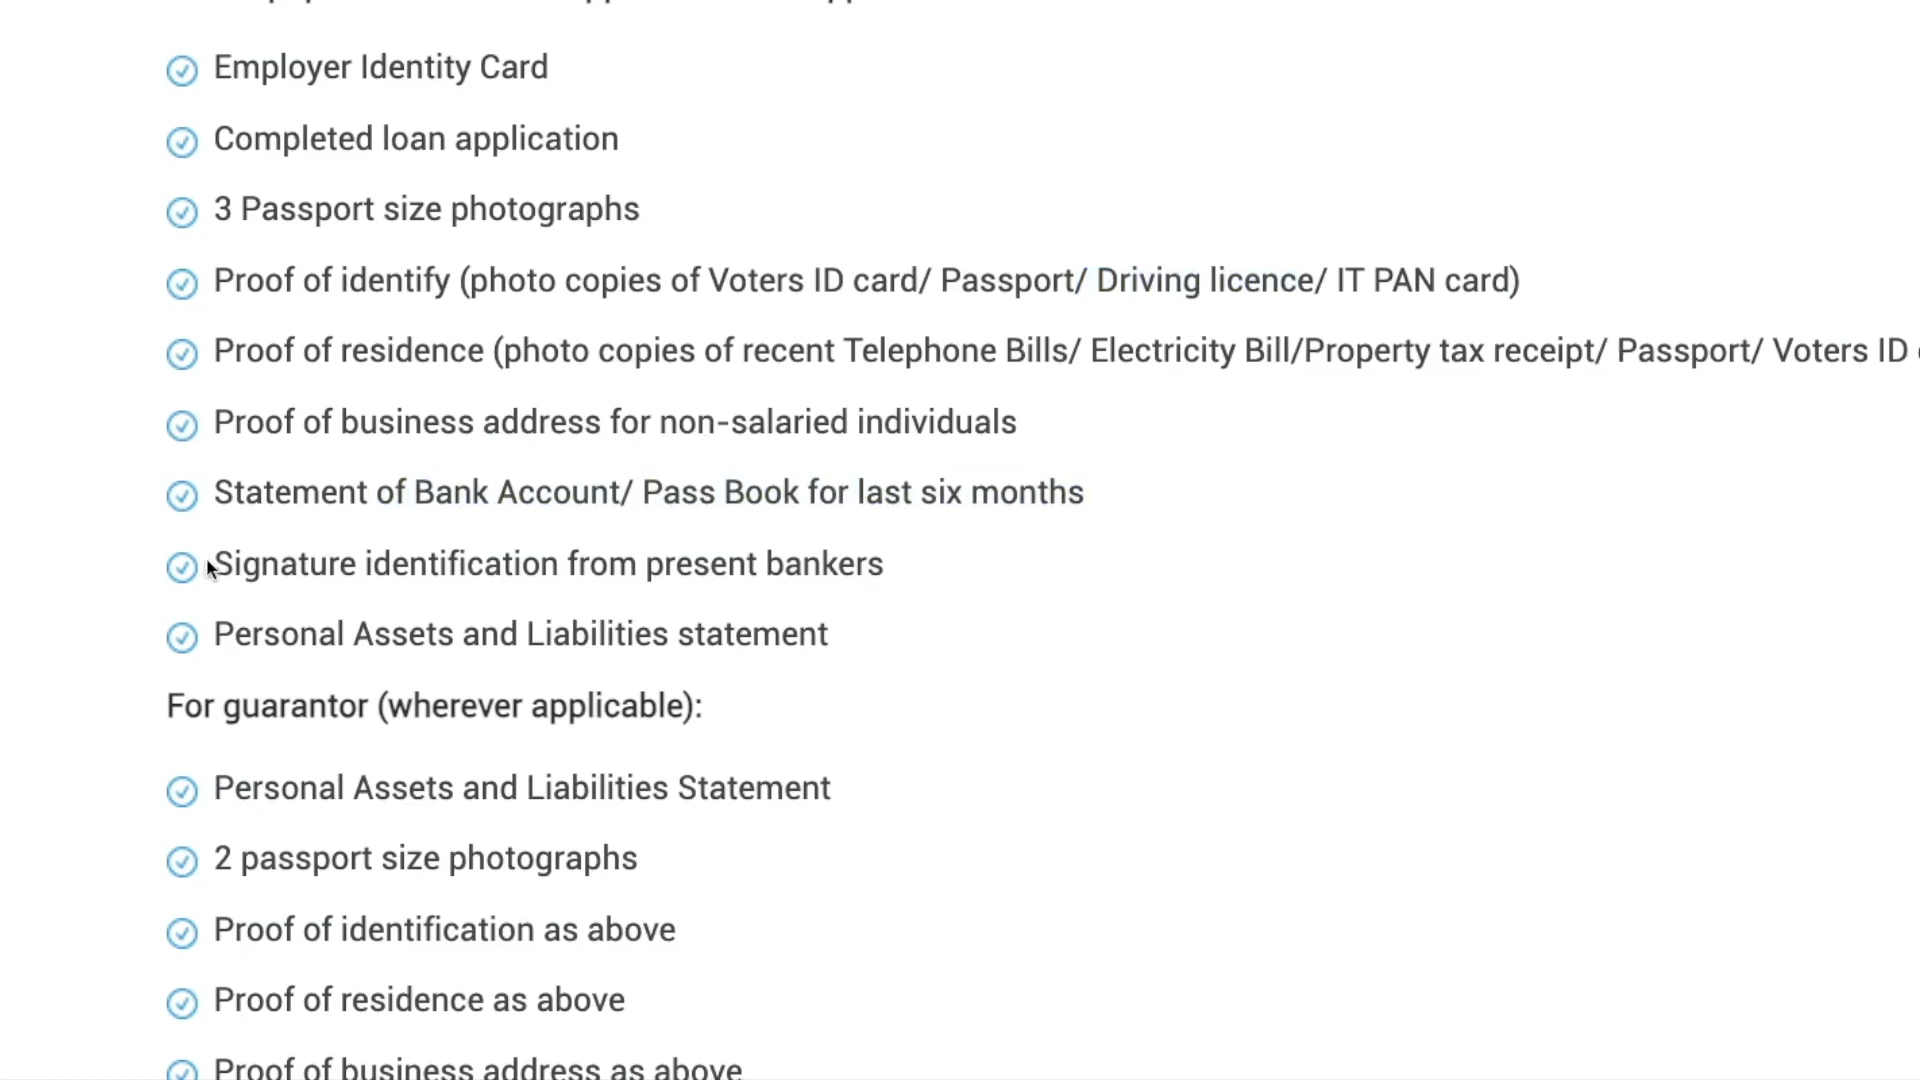 Employer Identity Card
Completed loan application
3 Passport size photographs
Proof of identify (photo copies of Voters ID card/ Passport/ Driving licence/ IT PAN card)
Proof of residence (photo copies of recent Telephone Bills/ Electricity Bill/Property tax receipt/ Passport/ Voters ID
Proof of business address for non-salaried individuals
Statement of Bank Account/ Pass Book for last six months
Signature identification from present bankers
Personal Assets and Liabilities statement
For guarantor (wherever applicable):
Personal Assets and Liabilities Statement
2 passport size photographs
Proof of identification as above
Proof of residence as above
Proof of business address as above